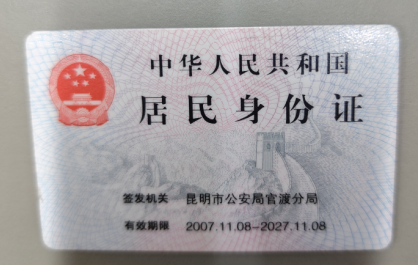 中华人民共和国
居民身份证
签发机关 昆明市公安局官渡分局
有效期限 2007.11.08-2027.11.08